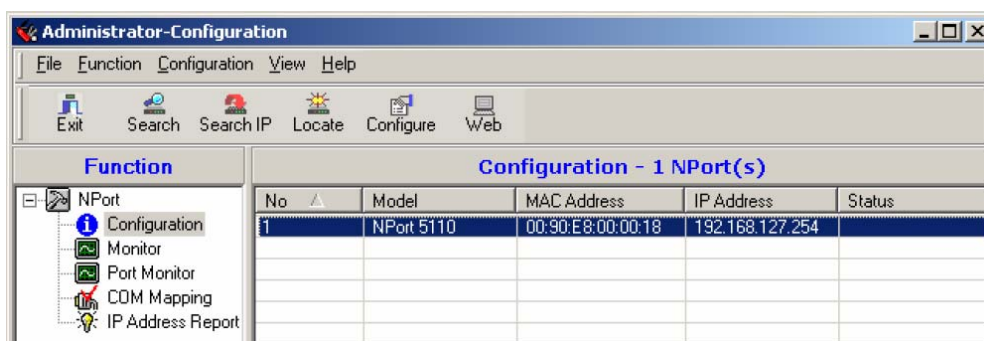 Administrator-Configuration
File Function Configuration View Help
Exit Search Search IP Locate Configure Web
Function
NPort
Configuration
Monitor
Port Monitor
COM Mapping
IP Address Report
Configuration - 1 NPort(s)
No Model MAC Address IP Address Status
1 NPort 5110 00:90:E8:00:00:18 192.168.127.254